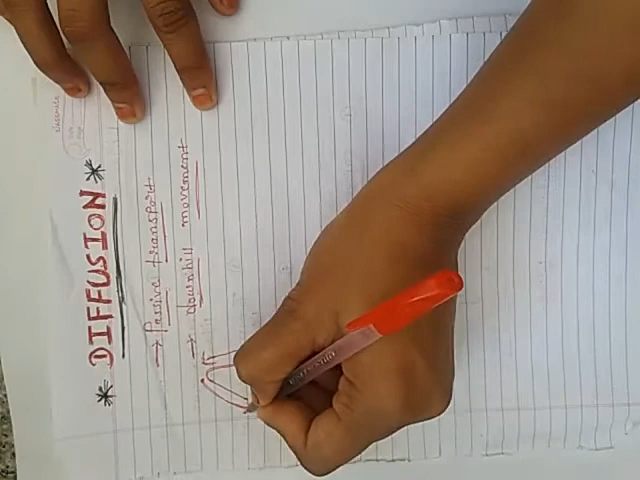 * DIFFUSION *
→ Passive transport
→ downhill movement